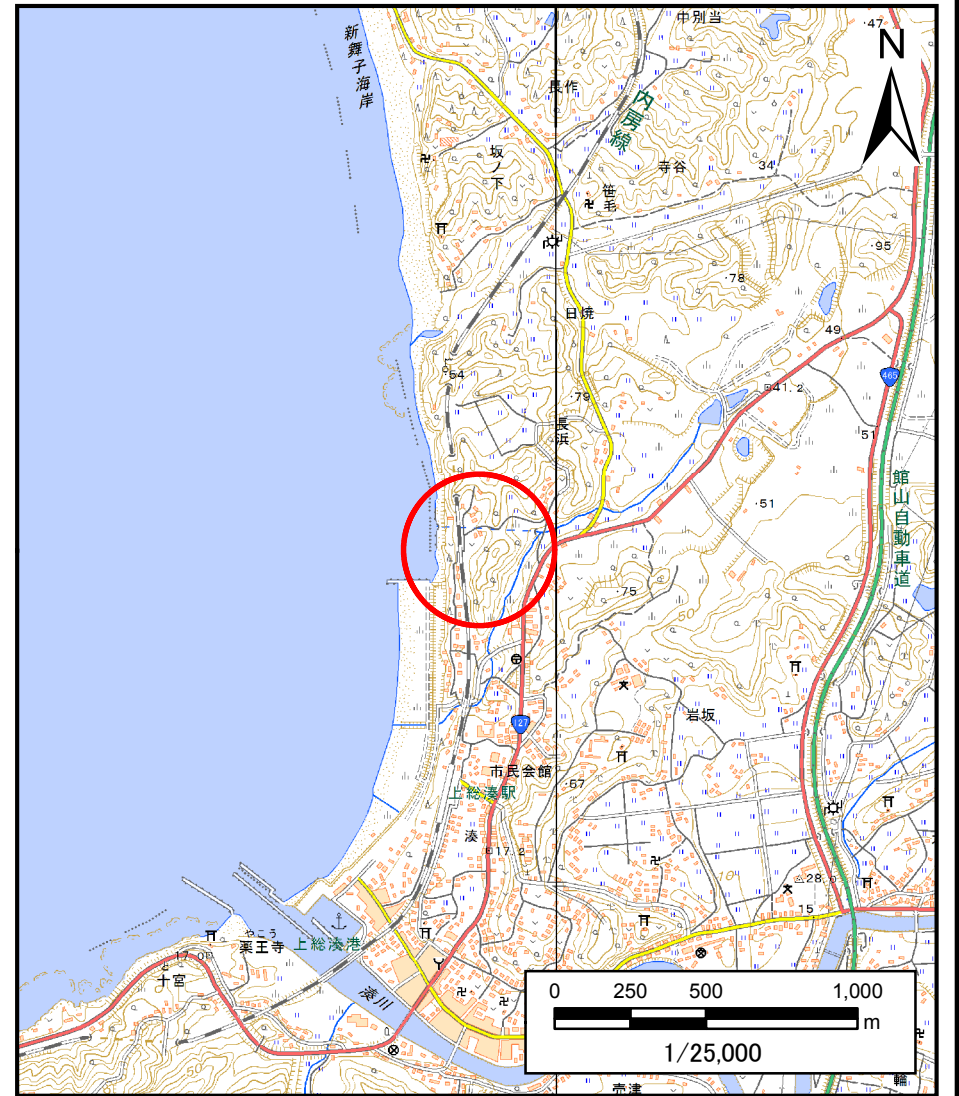 中別当
・47
N
新舞子海岸
長作
内房線
坂ノ下
寺谷
34
笹毛
・95
・78
日焼
49
・54
465
41.2
・79
長浜
51
館山自動車道
・51
・75
岩坂
127
市民会館
・67
上総湊駅
湊
17.2
28.
15
やこう
薬王寺
上総湊港
17.0
と
十宮
湊川
0 250 500 1,000
m
1/25,000
売津
輪